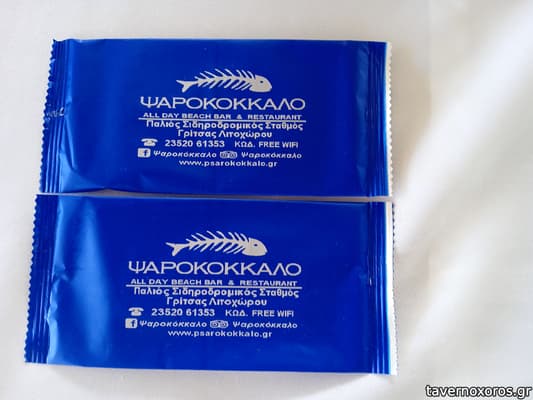 ΨΑΡΟΚΟΚΚΑΛΟ
ALL DAY BEACH BAR & RESTAURANT
Παλιός Σιδηροδρομικός Σταθμός
Γρίτσας Λιτοχώρου
23520 61353 ΚΩΔ. FREE WIFI
Ψαροκόκκαλο Ψαροκόκκαλο
www.psarokokkalo.gr
ΨΑΡΟΚΟΚΚΑΛΟ
ALL DAY BEACH BAR & RESTAURANT
Παλιός Σιδηροδρομικός Σταθμός
Γρίτσας Λιτοχώρου
23520 61353 ΚΩΔ. FREE WIFI
Ψαροκόκκαλο Ψαροκόκκαλο
www.psarokokkalo.gr
tavernoxoros.gr